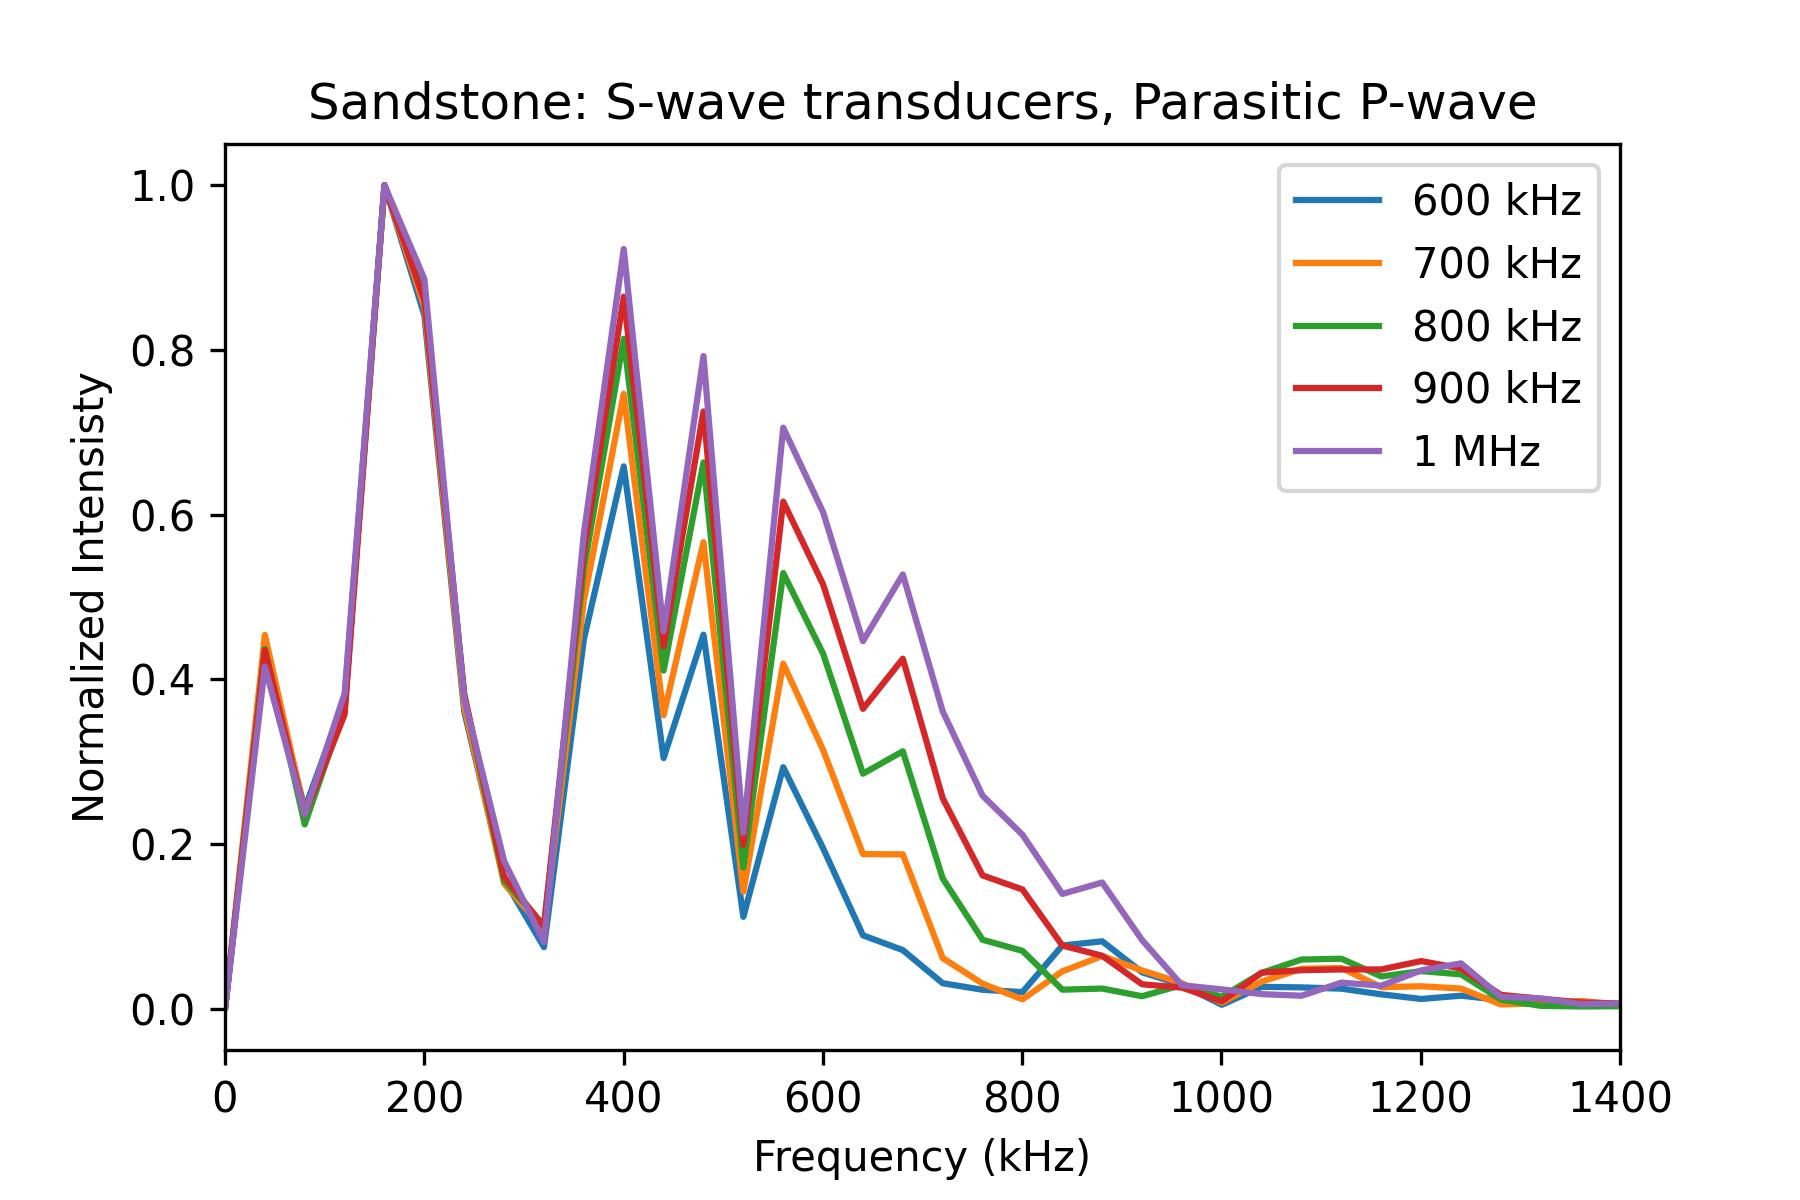 Sandstone: S-wave transducers, Parasitic P-wave
1.0
0.8
0.6
0.4
0.2
0.0
Normalized Intensisty
600 kHz
700 kHz
800 kHz
900 kHz
1 MHz
0 200 400 600 800 1000 1200 1400
Frequency (kHz)